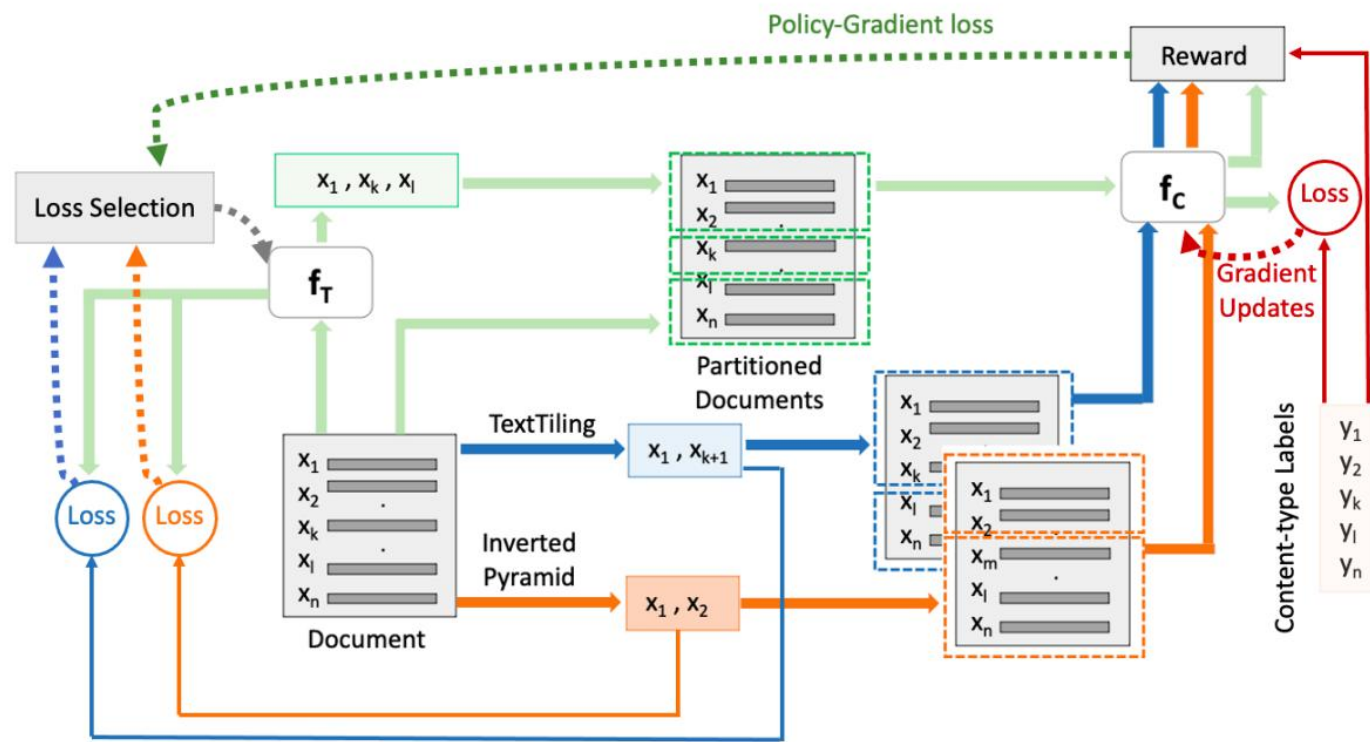 Policy-Gradient loss
Reward
x1 , xk , xl
Loss Selection
fT
x1
x2
.
xk
.
xl
xn
Partitioned
Documents
fC
Loss
Gradient
Updates
Loss
Loss
x1
x2
.
xk
.
xl
xn
Document
TextTiling
x1 , xk+1
Inverted
Pyramid
x1 , x2
x1
x2
xk
xl
xn
x1
x2
xm
.
xl
xn
Content-type Labels
y1
y2
yk
yl
yn